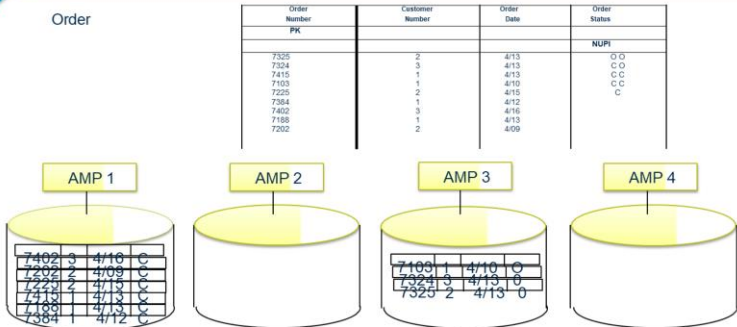 Order
Order Number Customer Number Order Date Order Status
PK
NUPI
7325 2 4/13 O O
7324 3 4/13 C O
7415 1 4/13 C C
7103 1 4/10 C C
7225 2 4/15 C
7384 1 4/12
7402 3 4/16
7188 1 4/13
7202 2 4/09
AMP 1 AMP 2 AMP 3 AMP 4
7402 3 4/16 C
7202 2 4/09 C
7225 2 4/15 C
7415 1 4/13 C
7188 1 4/13 C
7384 1 4/12 C
7103 1 4/10 O
7324 3 4/13 0
7325 2 4/13 0